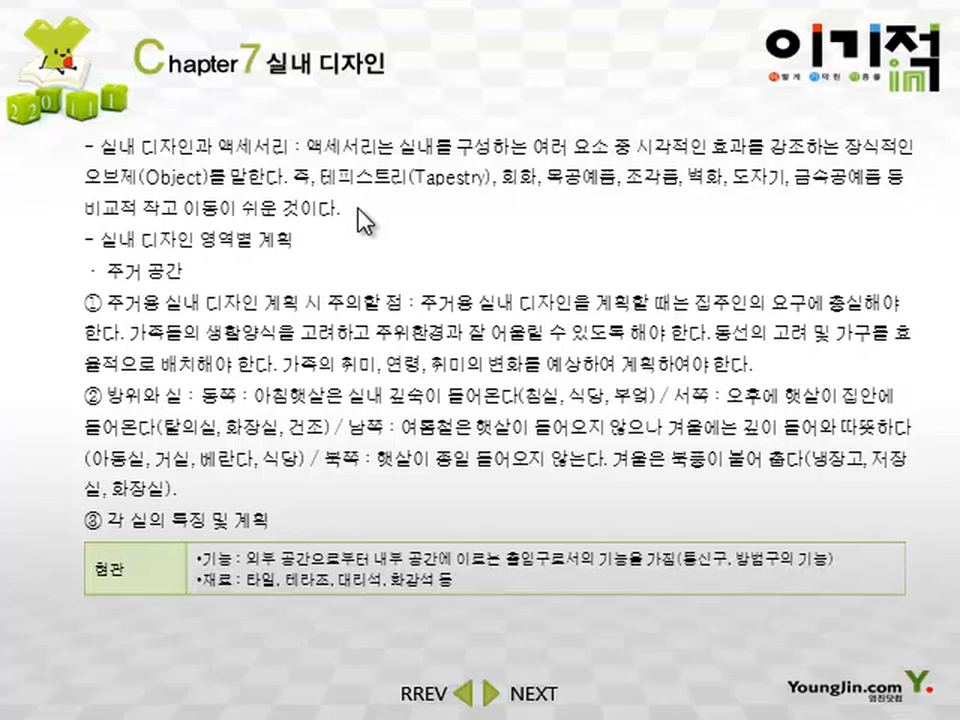 Chapter 7 실내 디자인
이기적in
이렇게 기막힌 적중률
2011
- 실내 디자인과 액세서리 : 액세서리는 실내를 구성하는 여러 요소 중 시각적인 효과를 강조하는 장식적인
오브제(Object)를 말한다. 즉, 테피스트리(Tapestry), 회화, 목공예품, 조각품, 벽화, 도자기, 금속공예품 등
비교적 작고 이동이 쉬운 것이다.
- 실내 디자인 영역별 계획
· 주거 공간
① 주거용 실내 디자인 계획 시 주의할 점 : 주거용 실내 디자인을 계획할 때는 집주인의 요구에 충실해야
한다. 가족들의 생활양식을 고려하고 주위환경과 잘 어울릴 수 있도록 해야 한다. 동선의 고려 및 가구를 효
율적으로 배치해야 한다. 가족의 취미, 연령, 취미의 변화를 예상하여 계획하여야 한다.
② 방위와 실 : 동쪽 : 아침햇살은 실내 깊숙이 들어온다(침실, 식당, 부엌) / 서쪽 : 오후에 햇살이 집안에
들어온다(탈의실, 화장실, 건조) / 남쪽 : 여름철은 햇살이 들어오지 않으나 겨울에는 깊이 들어와 따뜻하다
(아동실, 거실, 베란다, 식당) / 북쪽 : 햇살이 종일 들어오지 않는다. 겨울은 북풍이 불어 춥다(냉장고, 저장
실, 화장실).
③ 각 실의 특징 및 계획
현관
•기능 : 외부 공간으로부터 내부 공간에 이르는 출입구로서의 기능을 가짐(통신구, 방범구의 기능)
•재료 : 타일, 테라조, 대리석, 화강석 등
RREV NEXT
YoungJin.com Y.
영진닷컴